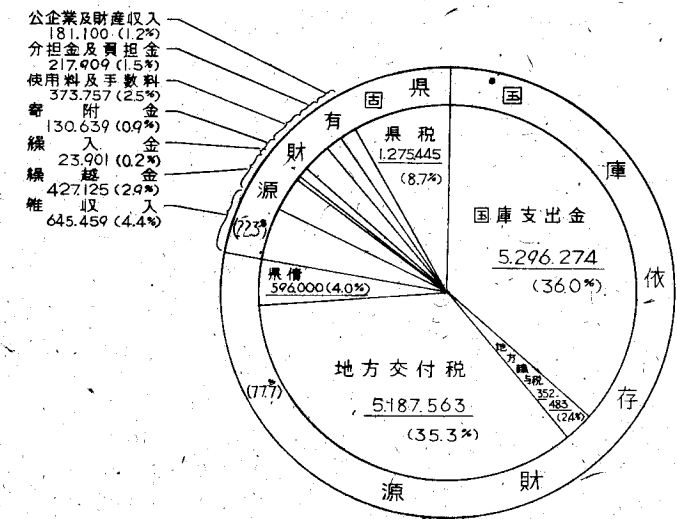 公企業及財産収入
181.100 (1.2%)
分担金及負担金
217.909 (1.5%)
使用料及手数料
373.757 (2.5%)
寄附金
130.639 (0.9%)
繰入金
23.901 (0.2%)
繰越金
427.125 (2.9%)
雑収入
645.459 (4.4%)
県固有財源
(22.3%)
県税
1.275.445
(8.7%)
国庫依存財源
(77.7%)
国庫支出金
5.296.274
(36.0%)
県債
596.000 (4.0%)
地方譲与税
352.
483
(2.4%)
地方交付税
5.187.563
(35.3%)